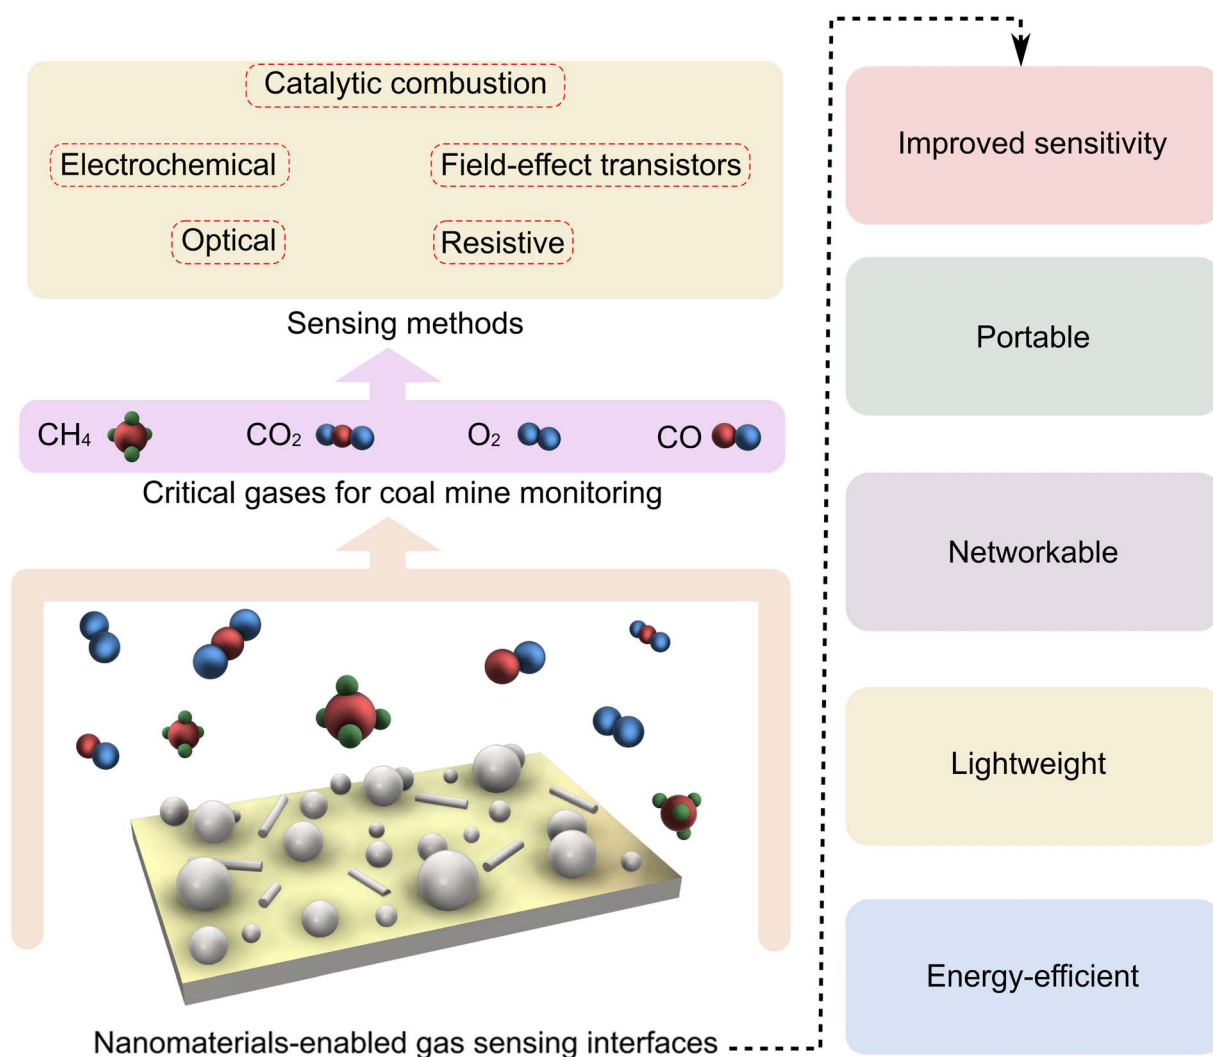 Catalytic combustion
Electrochemical
Field-effect transistors
Optical
Resistive
Sensing methods
CH₄
CO₂
O₂
CO
Critical gases for coal mine monitoring
Nanomaterials-enabled gas sensing interfaces
Improved sensitivity
Portable
Networkable
Lightweight
Energy-efficient